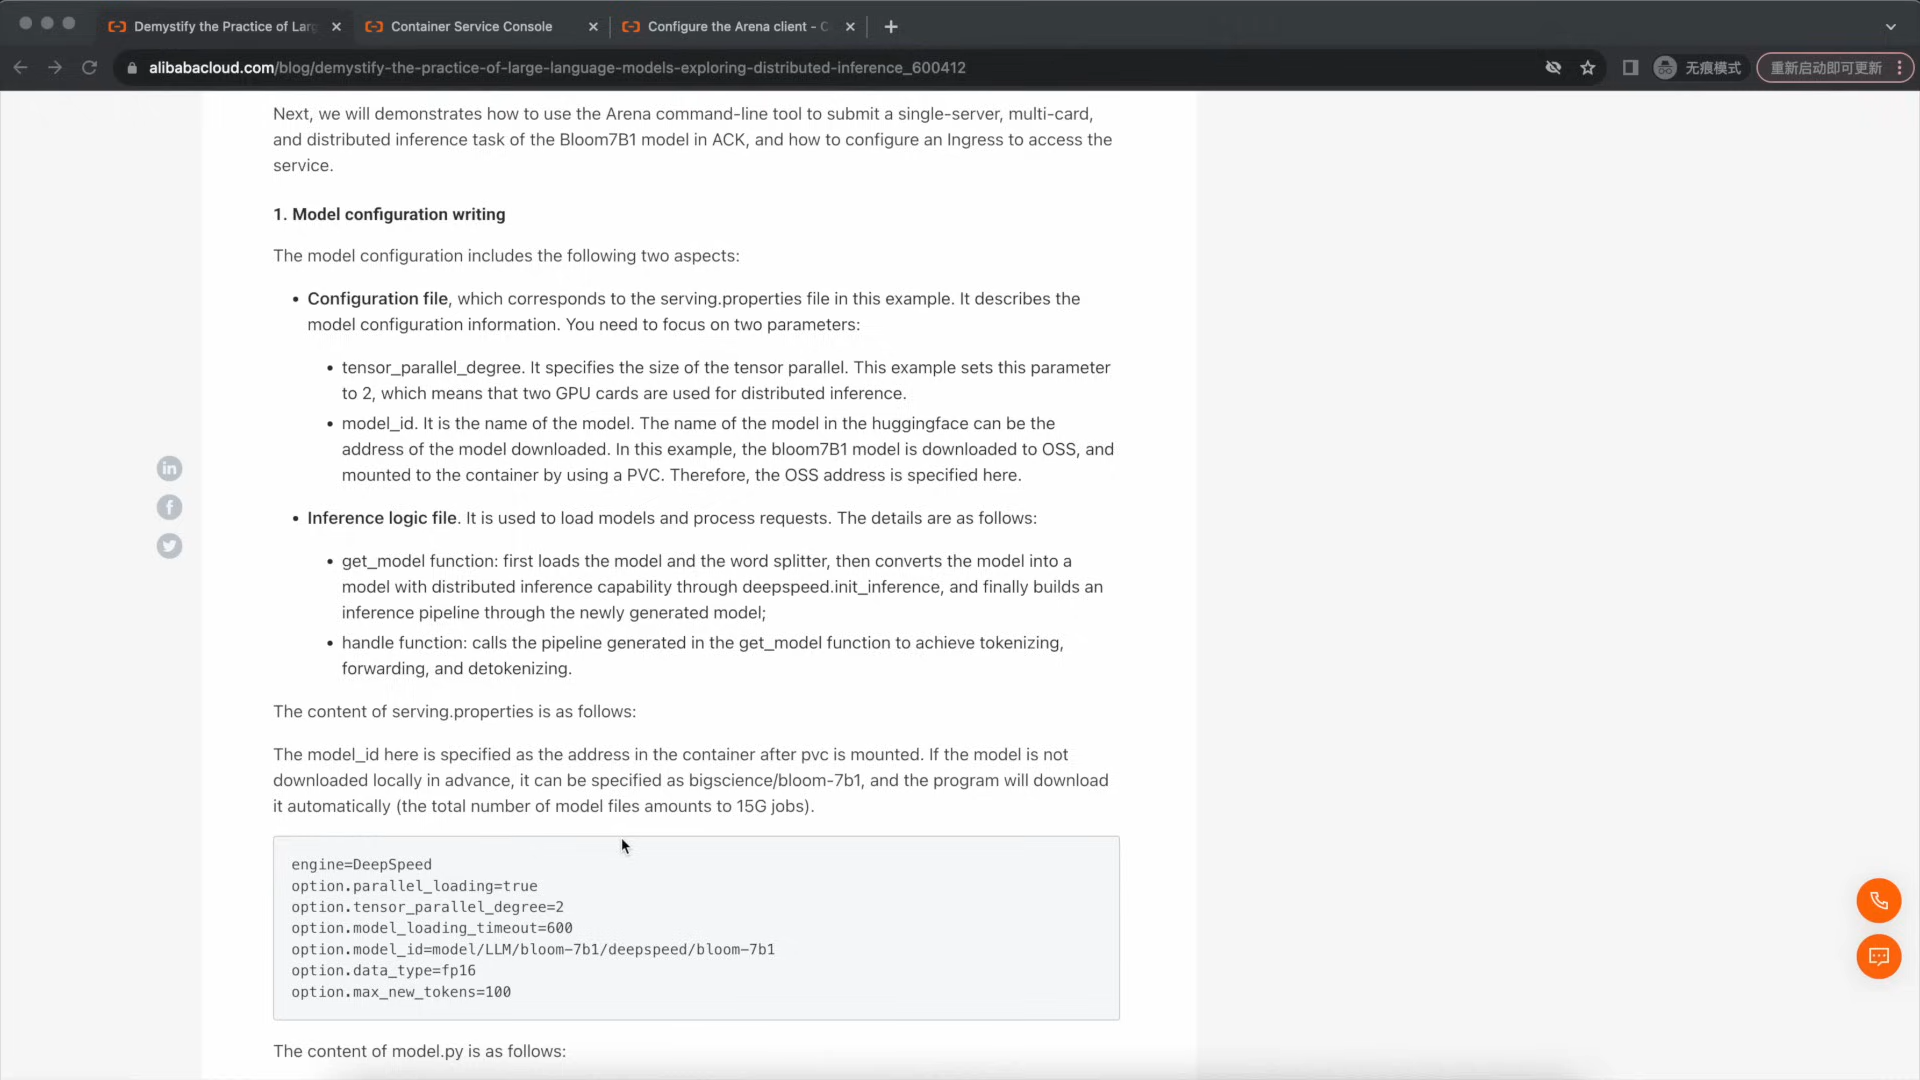 Demystify the Practice of Lar
Container Service Console
Configure the Arena client - C
alibabacloud.com/blog/demystify-the-practice-of-large-language-models-exploring-distributed-inference_600412
无痕模式
重新启动即可更新
Next, we will demonstrates how to use the Arena command-line tool to submit a single-server, multi-card,
and distributed inference task of the Bloom7B1 model in ACK, and how to configure an Ingress to access the
service.
1. Model configuration writing
The model configuration includes the following two aspects:
• Configuration file, which corresponds to the serving.properties file in this example. It describes the
model configuration information. You need to focus on two parameters:
• tensor_parallel_degree. It specifies the size of the tensor parallel. This example sets this parameter
to 2, which means that two GPU cards are used for distributed inference.
• model_id. It is the name of the model. The name of the model in the huggingface can be the
address of the model downloaded. In this example, the bloom7B1 model is downloaded to OSS, and
mounted to the container by using a PVC. Therefore, the OSS address is specified here.
• Inference logic file. It is used to load models and process requests. The details are as follows:
• get_model function: first loads the model and the word splitter, then converts the model into a
model with distributed inference capability through deepspeed.init_inference, and finally builds an
inference pipeline through the newly generated model;
• handle function: calls the pipeline generated in the get_model function to achieve tokenizing,
forwarding, and detokenizing.
The content of serving.properties is as follows:
The model_id here is specified as the address in the container after pvc is mounted. If the model is not
downloaded locally in advance, it can be specified as bigscience/bloom-7b1, and the program will download
it automatically (the total number of model files amounts to 15G jobs).
engine=DeepSpeed
option.parallel_loading=true
option.tensor_parallel_degree=2
option.model_loading_timeout=600
option.model_id=model/LLM/bloom-7b1/deepspeed/bloom-7b1
option.data_type=fp16
option.max_new_tokens=100
The content of model.py is as follows: